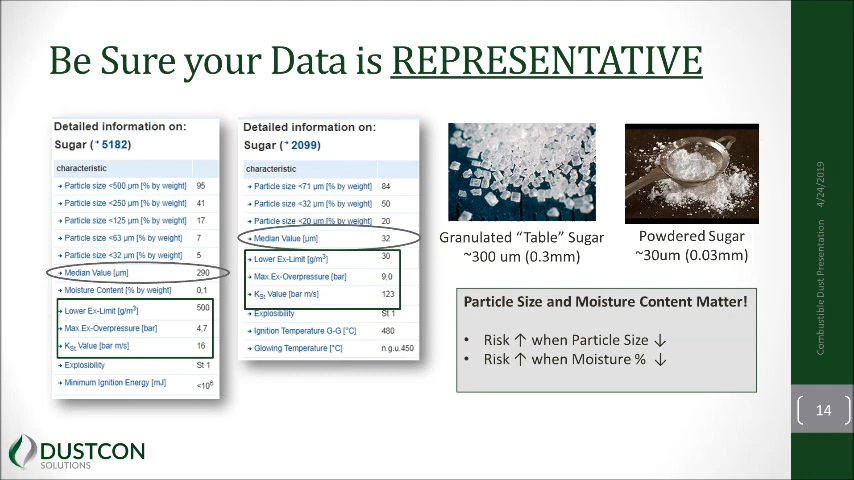 Be Sure your Data is REPRESENTATIVE
Detailed information on:
Sugar (* 5182)
characteristic
Particle size <500 µm [% by weight] 95
Particle size <250 µm [% by weight] 41
Particle size <125 µm [% by weight] 17
Particle size <63 µm [% by weight] 7
Particle size <32 µm [% by weight] 5
Median Value [µm] 290
Moisture Content [% by weight] 0,1
Lower Ex-Limit [g/m³] 500
Max.Ex-Overpressure [bar] 4,7
KSt Value [bar m/s] 16
Explosibility St 1
Minimum Ignition Energy [mJ] <10⁶
Detailed information on:
Sugar (* 2099)
characteristic
Particle size <71 µm [% by weight] 84
Particle size <32 µm [% by weight] 50
Particle size <20 µm [% by weight] 20
Median Value [µm] 32
Lower Ex-Limit [g/m³] 30
Max.Ex-Overpressure [bar] 9,0
KSt Value [bar m/s] 123
Explosibility St 1
Ignition Temperature G-G [°C] 480
Glowing Temperature [°C] n.g.u.450
Granulated “Table” Sugar
~300 um (0.3mm)
Powdered Sugar
~30um (0.03mm)
Particle Size and Moisture Content Matter!
• Risk ↑ when Particle Size ↓
• Risk ↑ when Moisture % ↓
Combustible Dust Presentation 4/24/2019
14
DUSTCON
SOLUTIONS